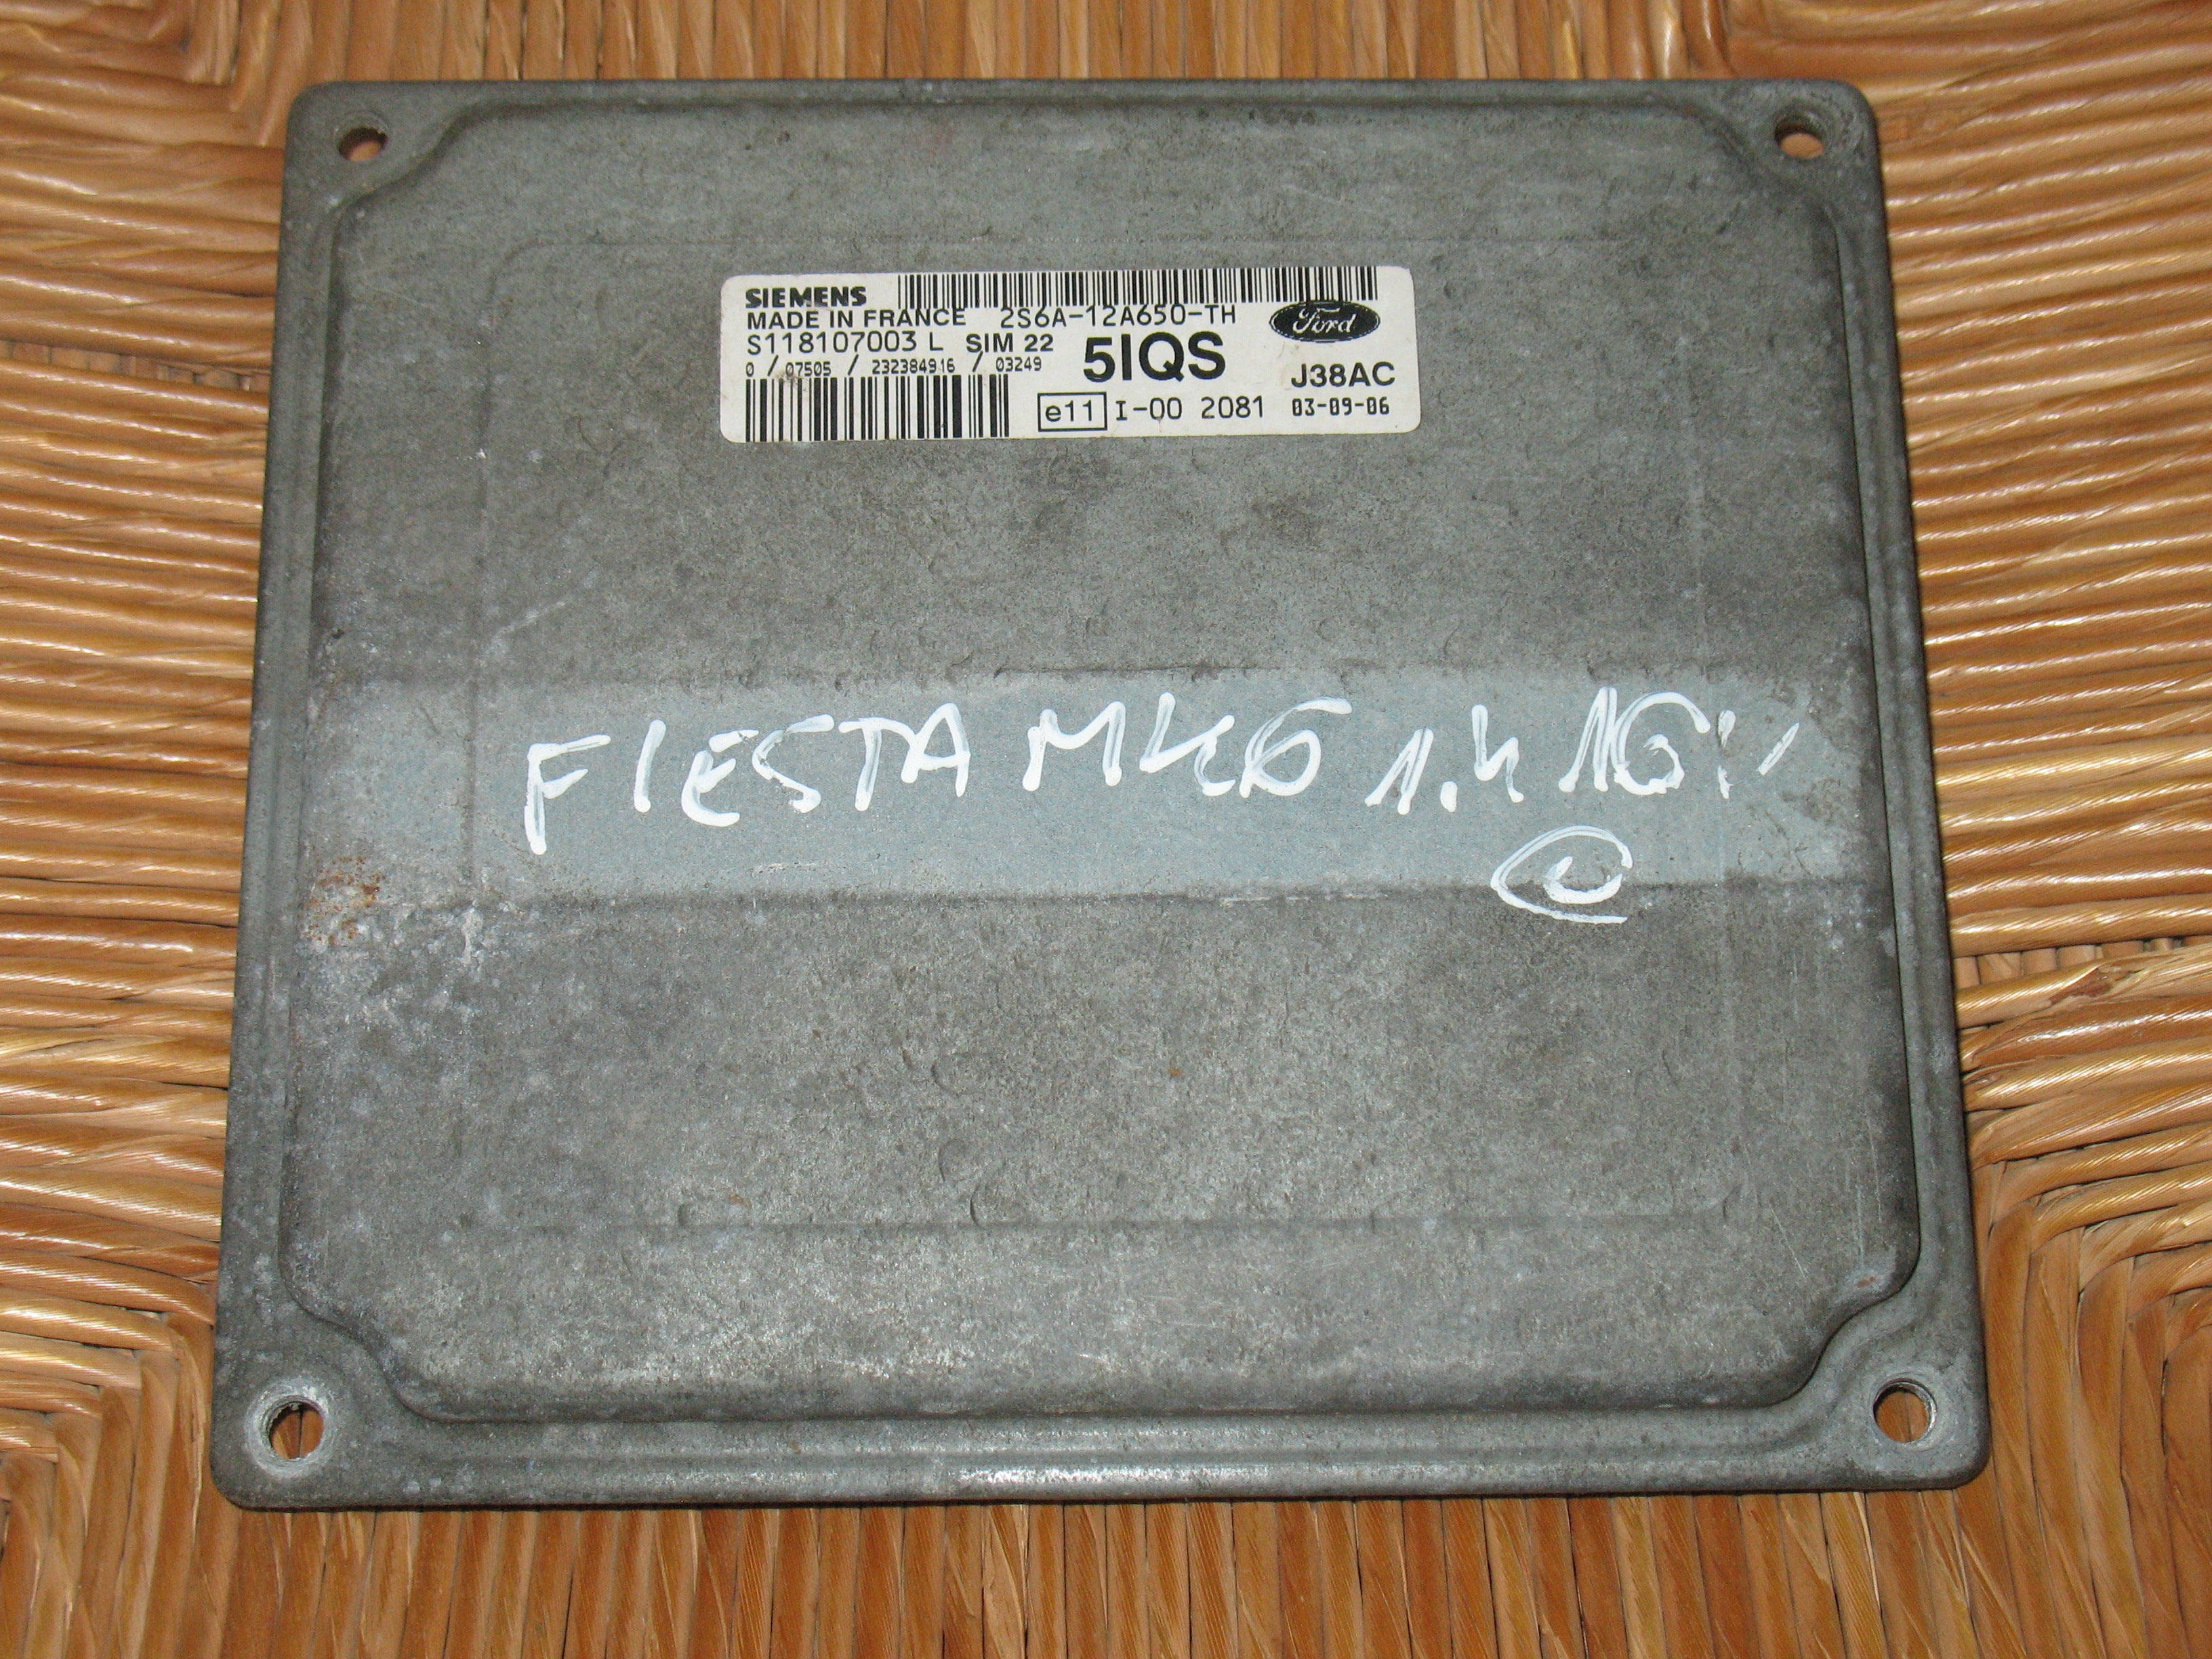 SIEMENS
MADE IN FRANCE 2S6A-12A650-TH Ford
S118107003 L SIM 22 5IQS
0 / 07505 / 232384916 / 03249 J38AC
e11 I-00 2081 03-09-06
FIESTA MK6 1.4 16V
C